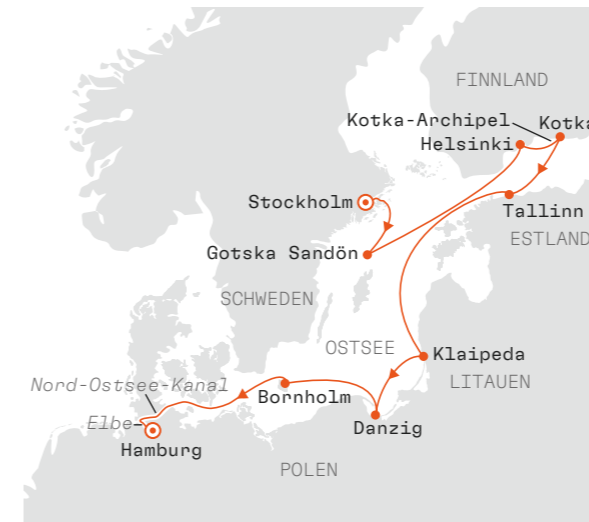 FINNLAND
Kotka-Archipel
Kotka
Helsinki
Stockholm
Tallinn
ESTLAND
Gotska Sandön
SCHWEDEN
OSTSEE
Klaipeda
LITAUEN
Nord-Ostsee-Kanal
Bornholm
Elbe
Danzig
Hamburg
POLEN